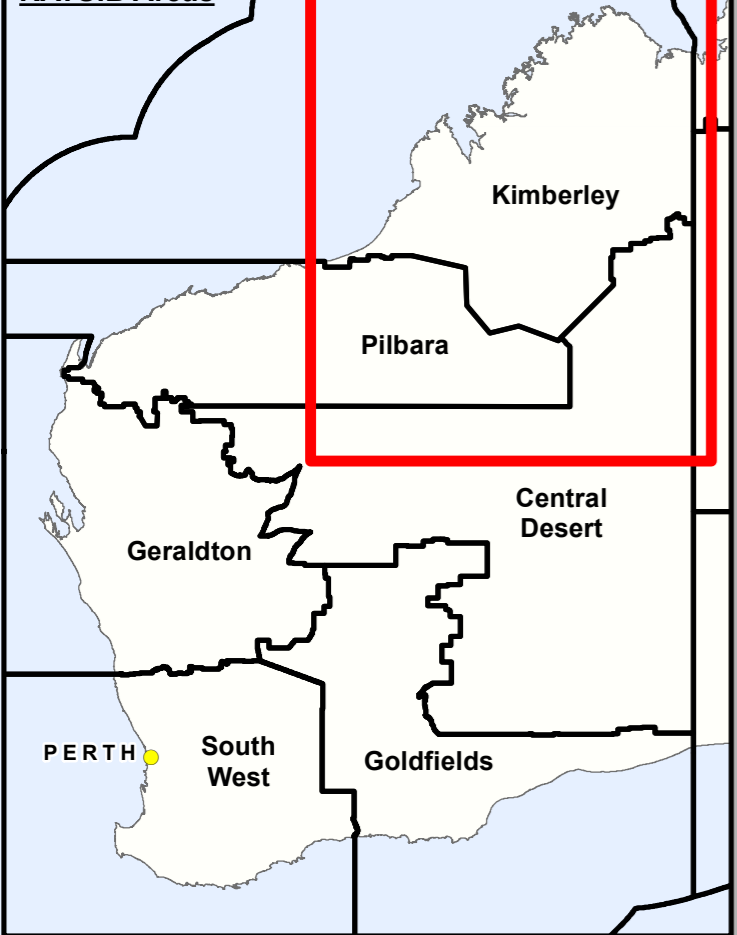 Kimberley
Pilbara
Central
Desert
Geraldton
South
West
PERTH
Goldfields